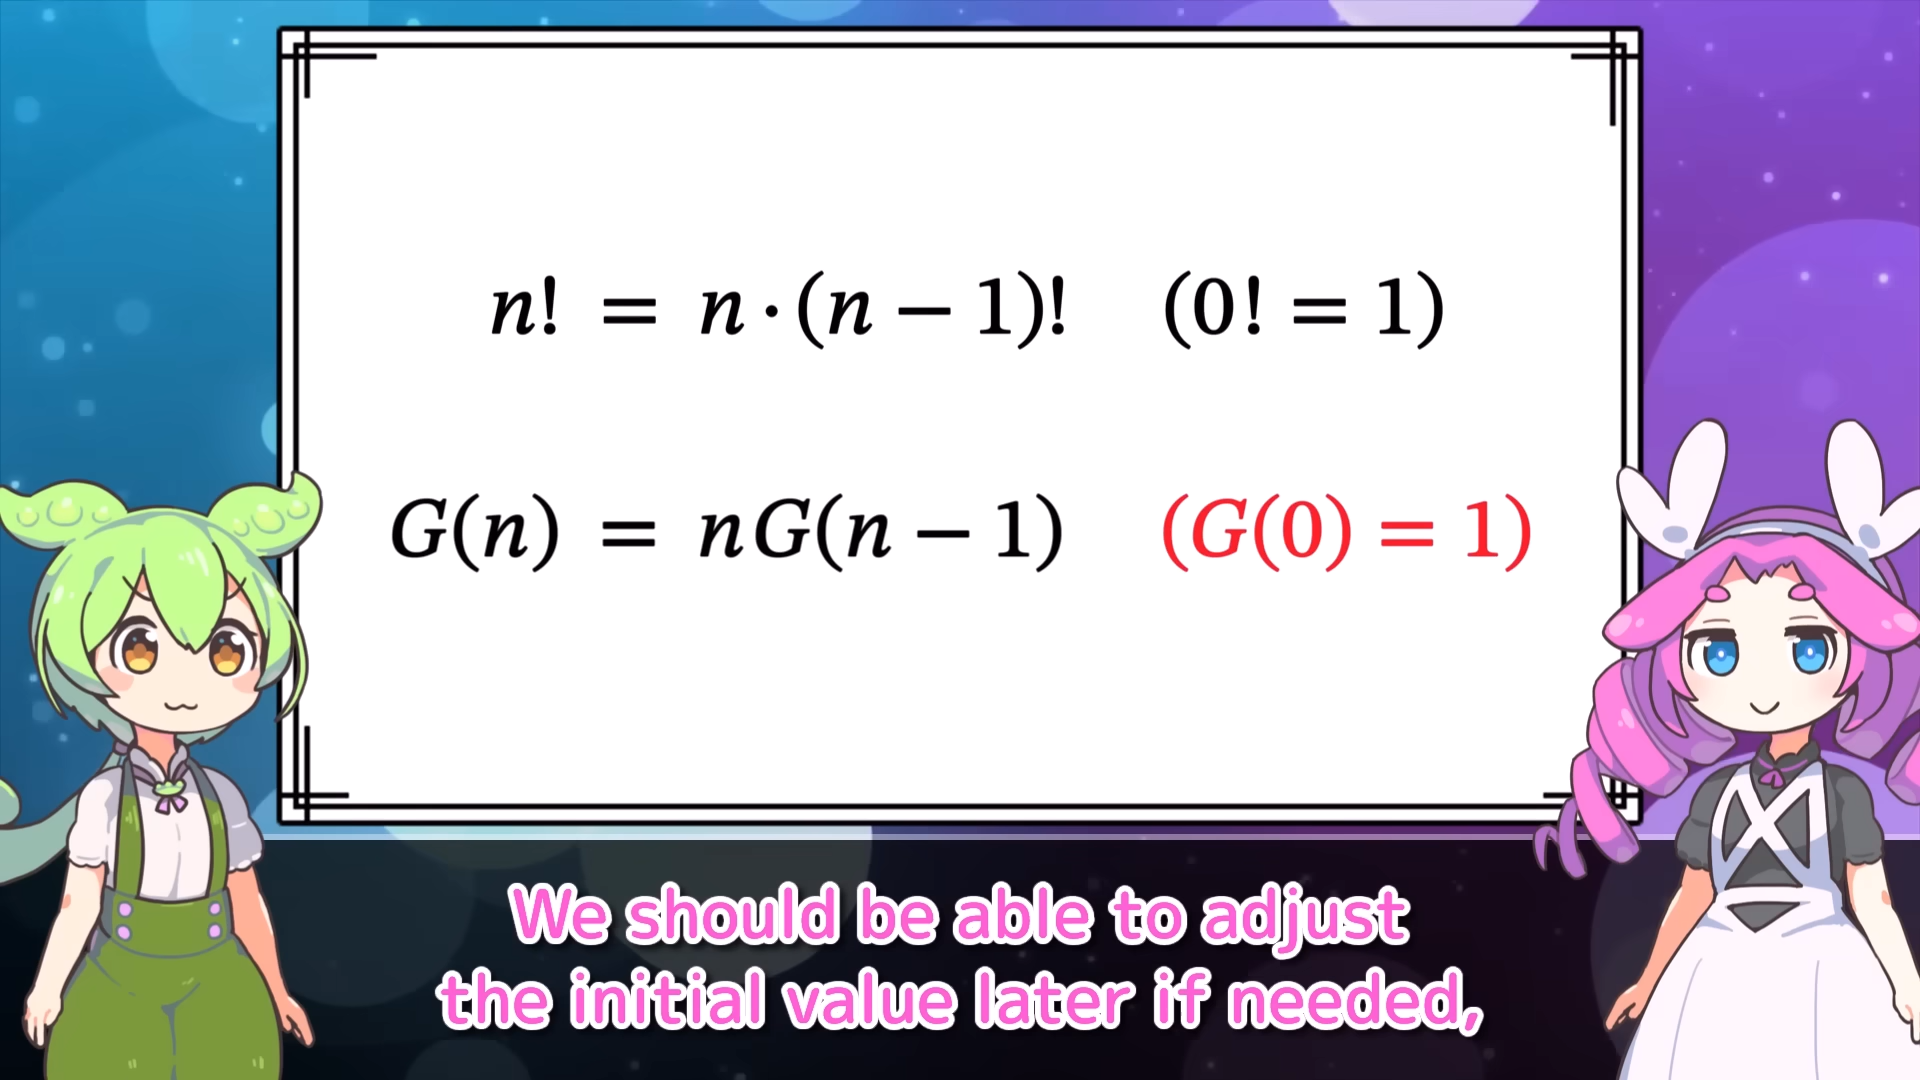 n! = n·(n − 1)! (0! = 1)
G(n) = nG(n − 1) (G(0) = 1)
We should be able to adjust
the initial value later if needed,